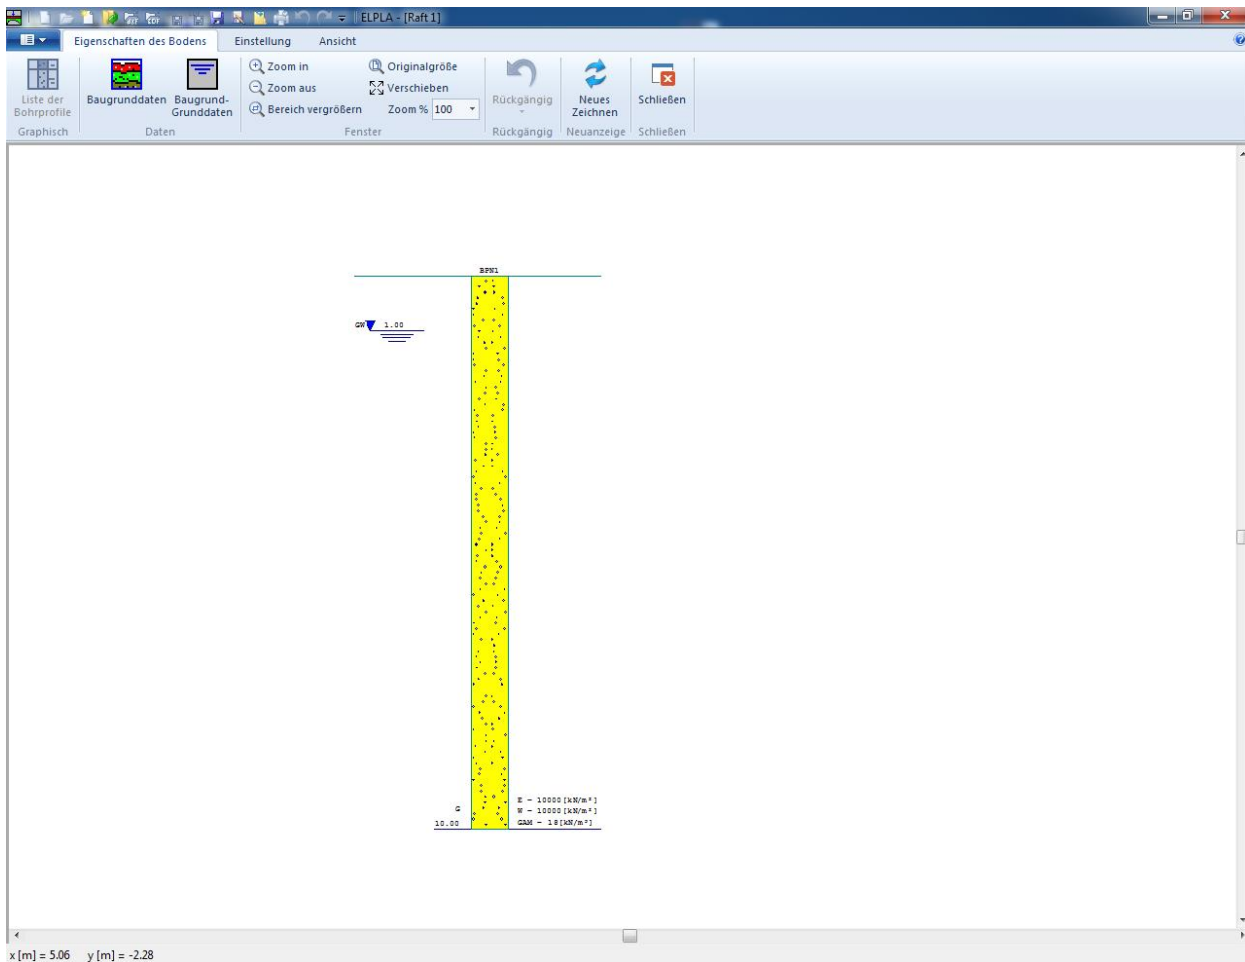 ELPLA - [Raft 1]
Eigenschaften des Bodens Einstellung Ansicht
Liste der Bohrprofile
Baugrunddaten
Baugrund-Grunddaten
Zoom in
Zoom aus
Bereich vergrößern
Originalgröße
Verschieben
Zoom % 100
Rückgängig
Neues Zeichnen
Schließen
Graphisch Daten Fenster Rückgängig Neuanzeige Schließen
BPN1
GW 1.00
G
10.00
E = 10000[kN/m²]
W = 10000[kN/m²]
GAM = 18[kN/m³]
x [m] = 5.06 y [m] = -2.28